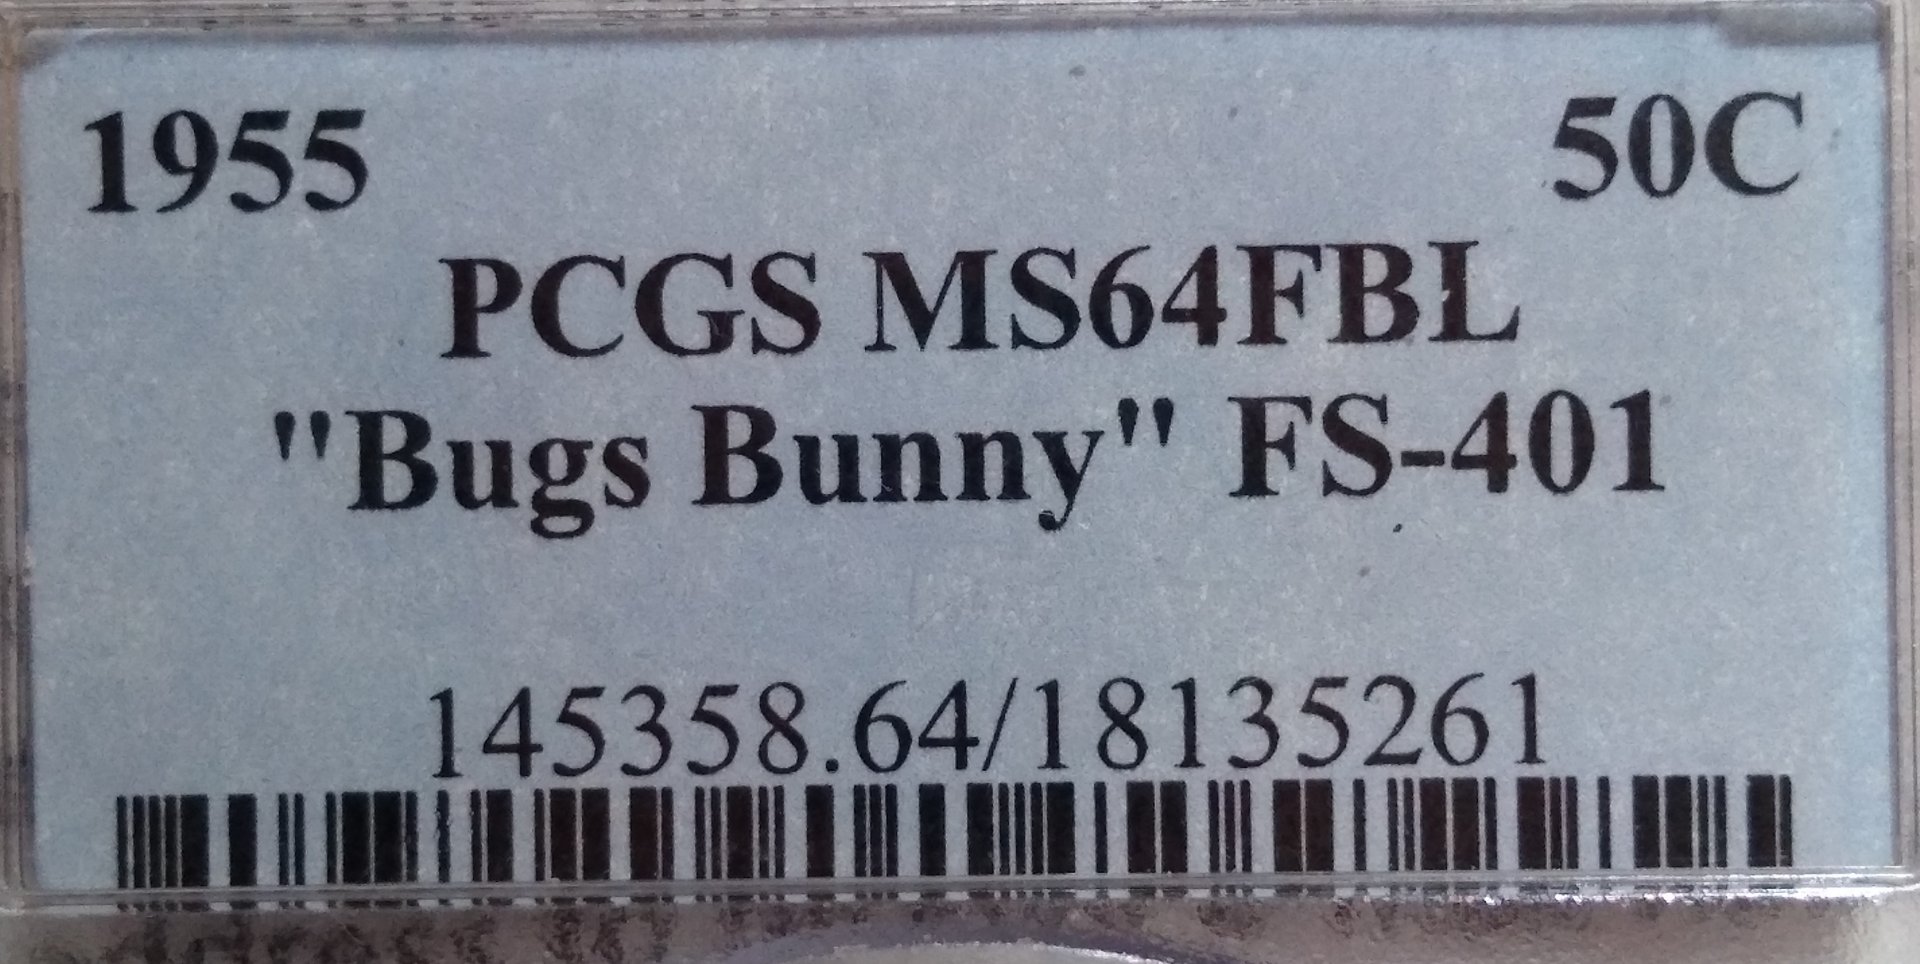 1955 50C
PCGS MS64FBL
"Bugs Bunny" FS-401
145358.64/18135261